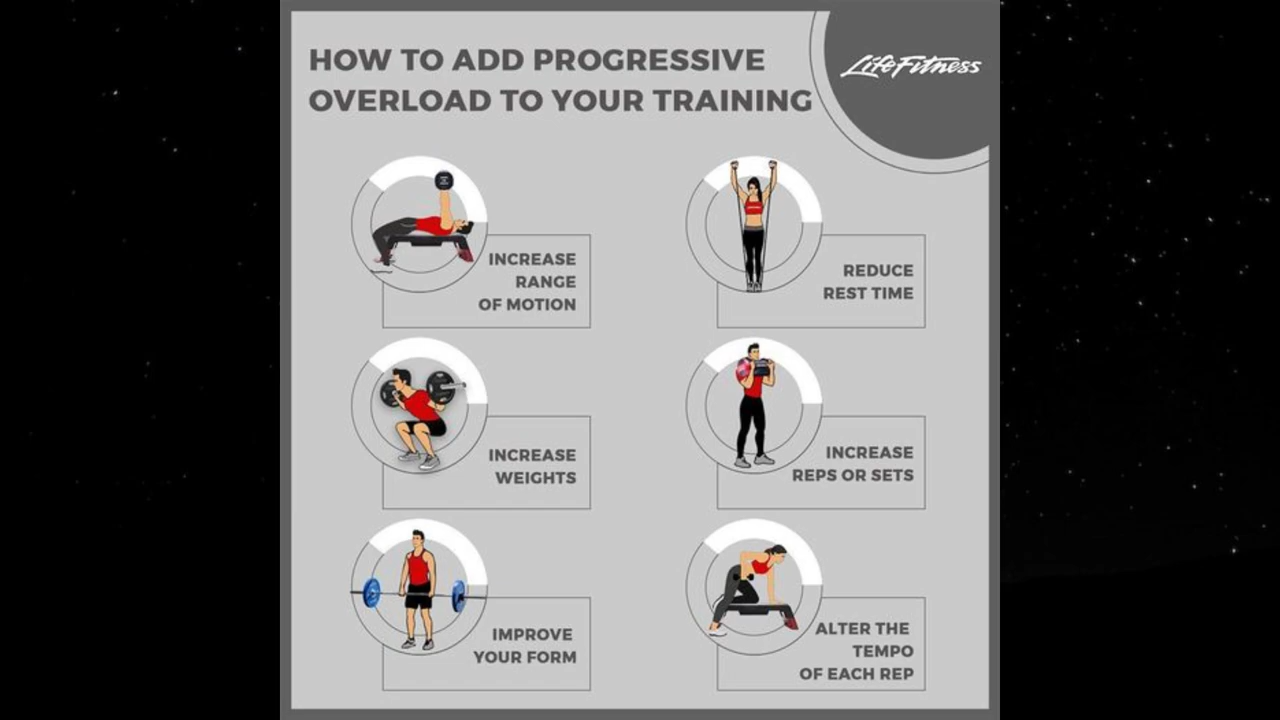 HOW TO ADD PROGRESSIVE
OVERLOAD TO YOUR TRAINING
LifeFitness
INCREASE
RANGE
OF MOTION
REDUCE
REST TIME
INCREASE
WEIGHTS
INCREASE
REPS OR SETS
IMPROVE
YOUR FORM
ALTER THE
TEMPO
OF EACH REP